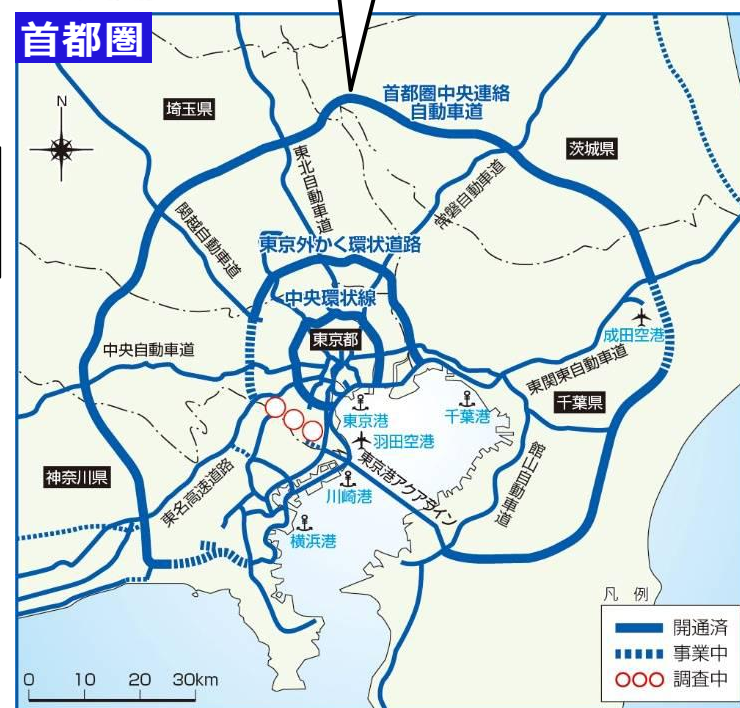 首都圏
N
埼玉県
首都圏中央連絡
自動車道
茨城県
東北自動車道
常磐自動車道
関越自動車道
東京外かく環状道路
中央環状線
東京都
成田空港
中央自動車道
東関東自動車道
千葉県
東京港
千葉港
羽田空港
東京港アクアライン
館山自動車道
神奈川県
東名高速道路
川崎港
横浜港
凡 例
開通済
事業中
調査中
0 10 20 30km